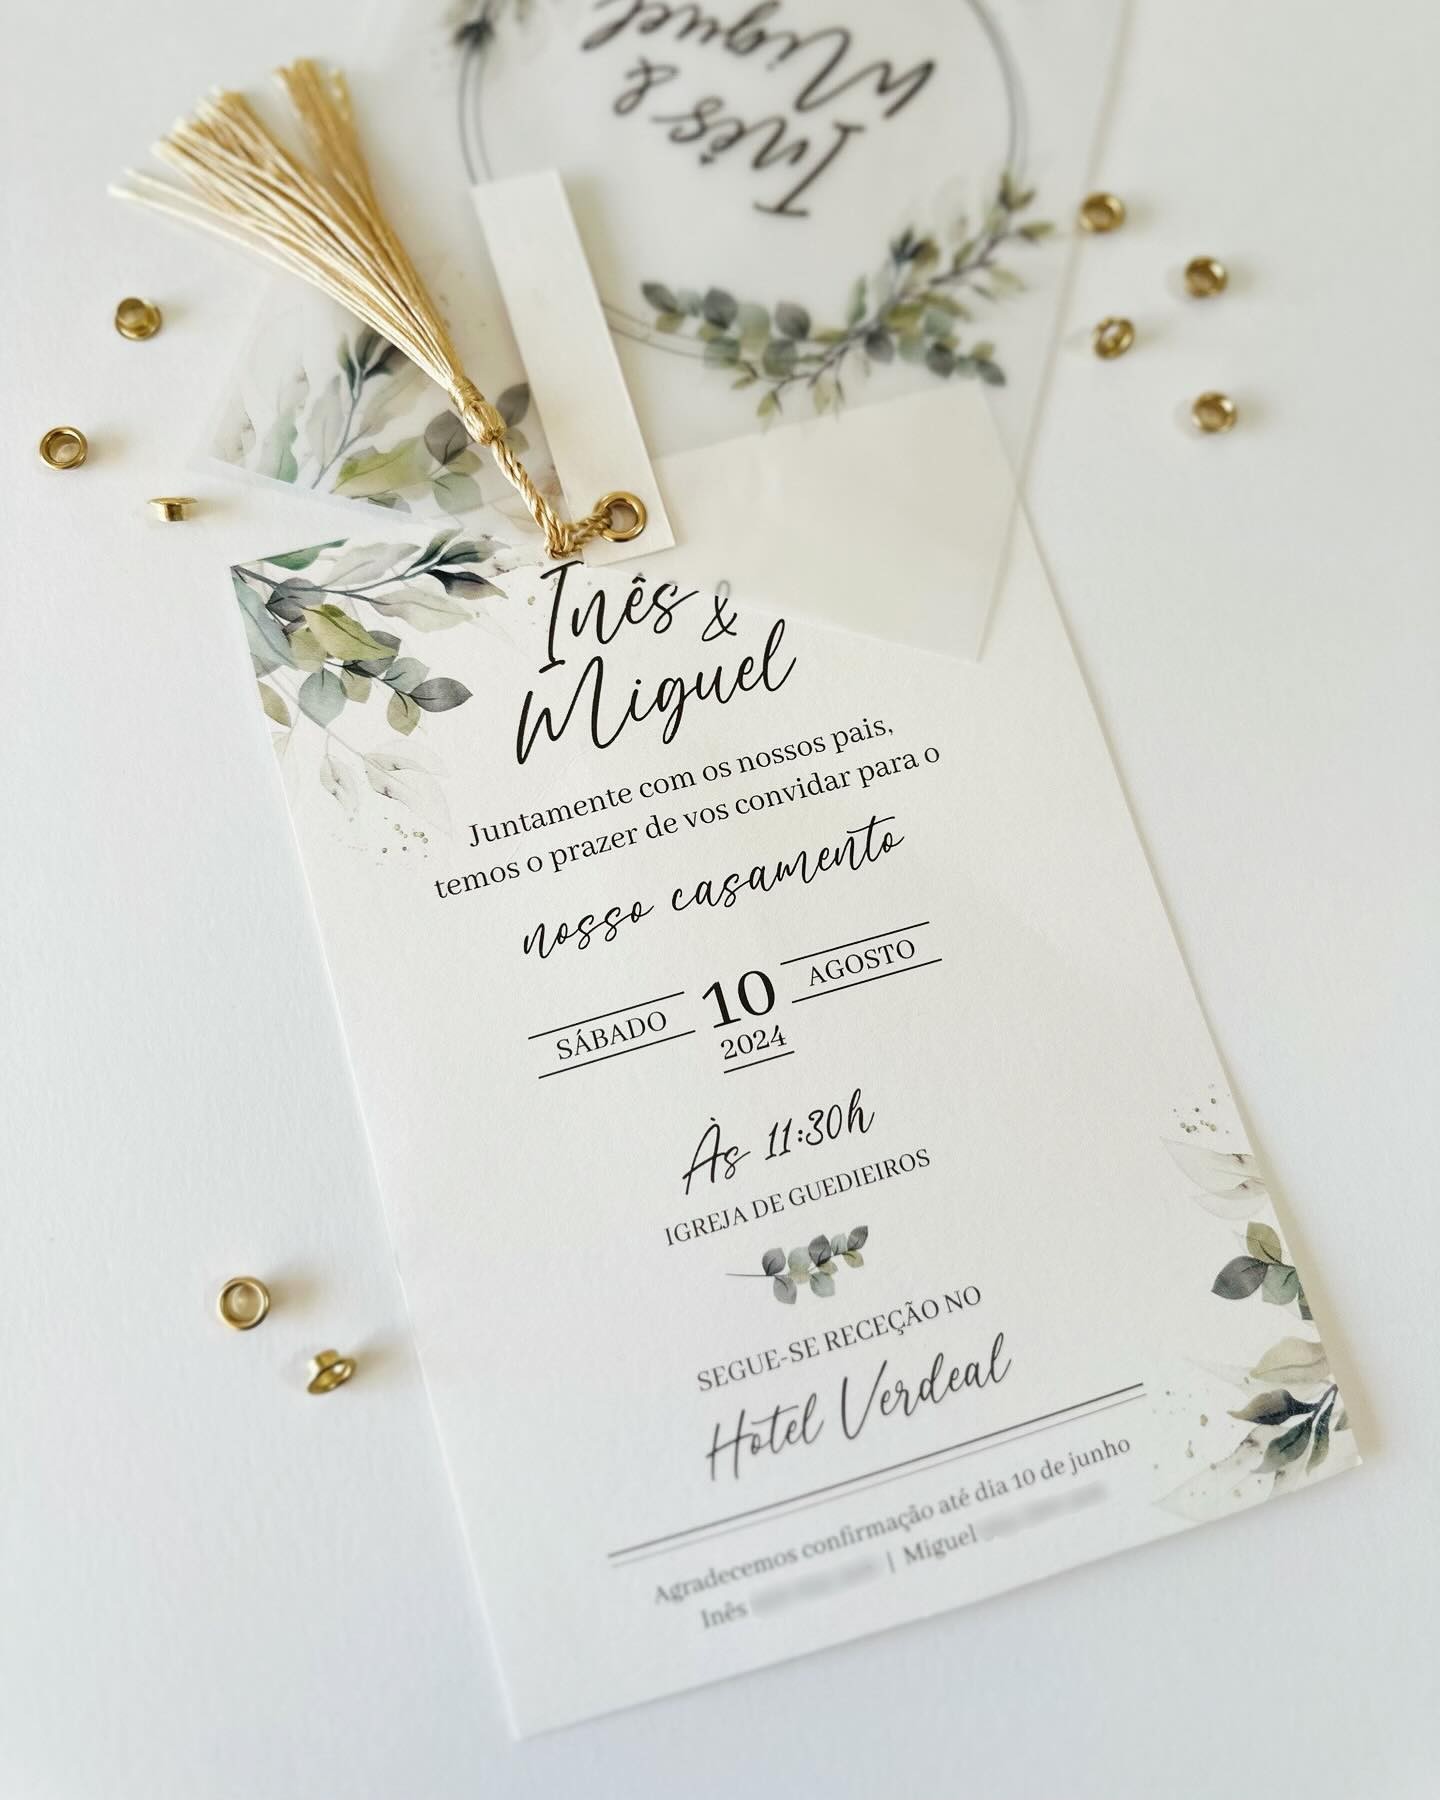 Inês &
Miguel
Inês &
Miguel
Juntamente com os nossos pais,
temos o prazer de vos convidar para o
nosso casamento
SÁBADO 10 AGOSTO
2024
Às 11:30h
IGREJA DE GUEDIEIROS
SEGUE-SE RECEÇÃO NO
Hotel Verdeal
Agradecemos confirmação até dia 10 de junho
Inês | Miguel